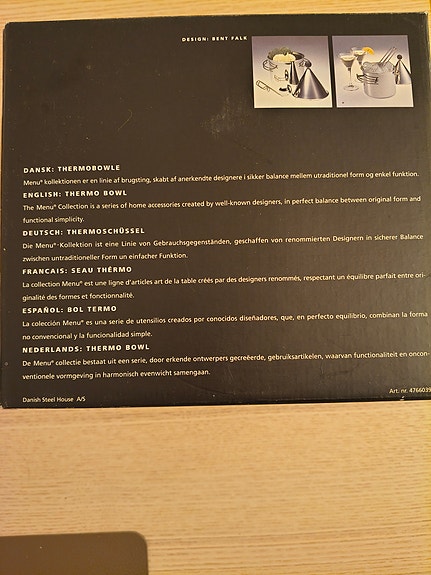 DESIGN: BENT FALK
DANSK: THERMOBOWLE
Menu® kollektionen er en linie af brugsting, skabt af anerkendte designere i sikker balance mellem utraditionel form og enkel funktion.
ENGLISH: THERMO BOWL
The Menu® Collection is a series of home accessories created by well-known designers, in perfect balance between original form and
functional simplicity.
DEUTSCH: THERMOSCHÜSSEL
Die Menu®-Kollektion ist eine Linie von Gebrauchsgegenständen, geschaffen von renommierten Designern in sicherer Balance
zwischen untraditioneller Form un einfacher Funktion.
FRANCAIS: SEAU THÉRMO
La collection Menu® est une ligne d'articles art de la table créés par des designers renommés, respectant un équilibre parfait entre ori-
ginalité des formes et fonctionnalité.
ESPAÑOL: BOL TERMO
La colección Menu® es una serie de utensilios creados por conocidos diseñadores, que, en perfecto equilibrio, combinan la forma
no convencional y la funcionalidad simple.
NEDERLANDS: THERMO BOWL
De Menu® collectie bestaat uit een serie, door erkende ontwerpers gecreëerde, gebruiksartikelen, waarvan functionaliteit en oncon-
ventionele vormgeving in harmonisch evenwicht samengaan.
Danish Steel House A/S
Art. nr. 4766039